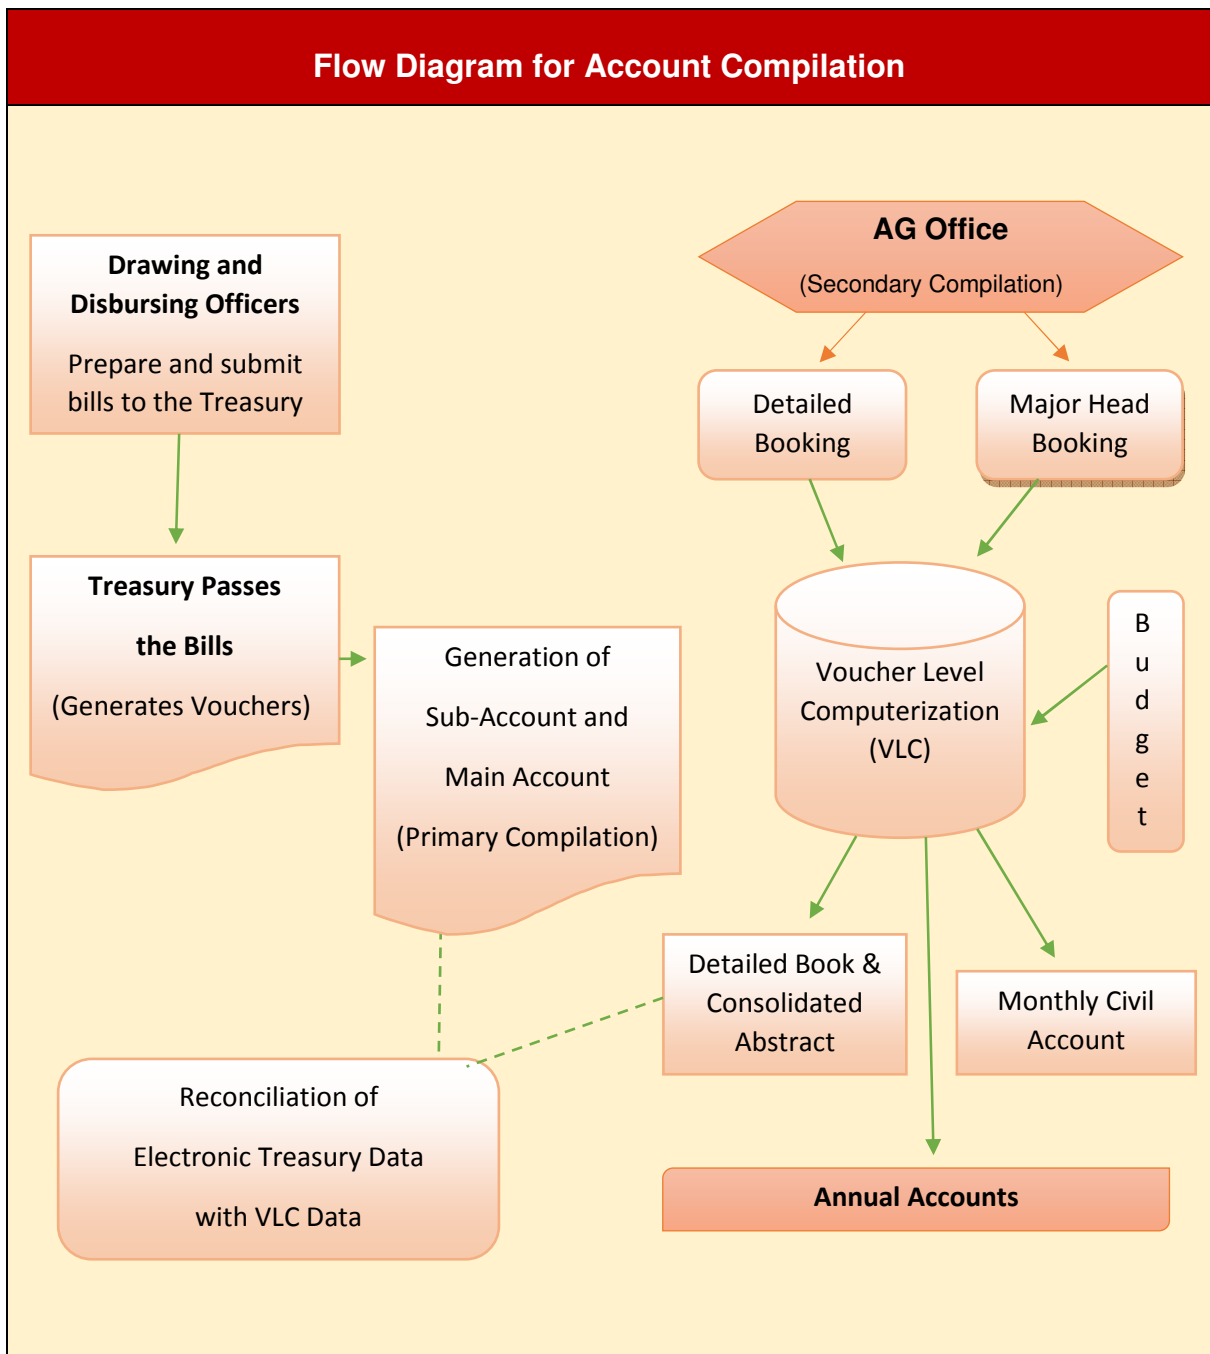 Flow Diagram for Account Compilation
Drawing and
Disbursing Officers
Prepare and submit
bills to the Treasury
Treasury Passes
the Bills
(Generates Vouchers)
Generation of
Sub-Account and
Main Account
(Primary Compilation)
Reconciliation of
Electronic Treasury Data
with VLC Data
AG Office
(Secondary Compilation)
Detailed
Booking
Major Head
Booking
Voucher Level
Computerization
(VLC)
B
u
d
g
e
t
Detailed Book &
Consolidated
Abstract
Monthly Civil
Account
Annual Accounts